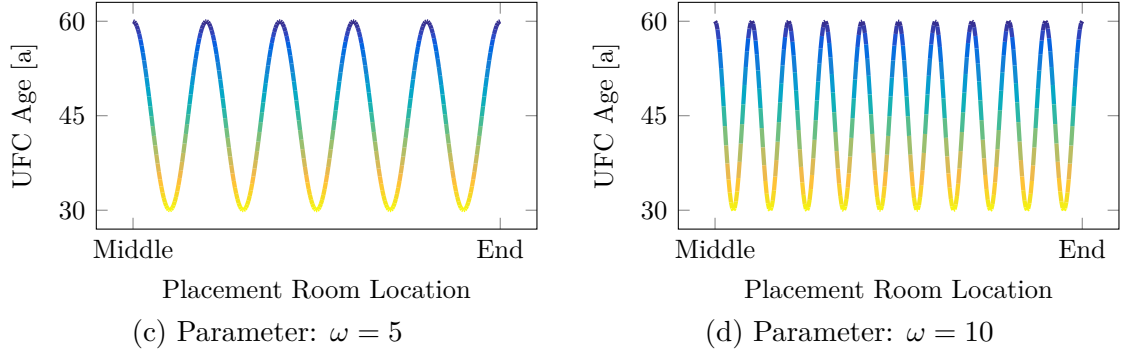 60
45
30
UFC Age [a]
Middle
End
Placement Room Location
(c) Parameter: ω = 5
60
45
30
UFC Age [a]
Middle
End
Placement Room Location
(d) Parameter: ω = 10